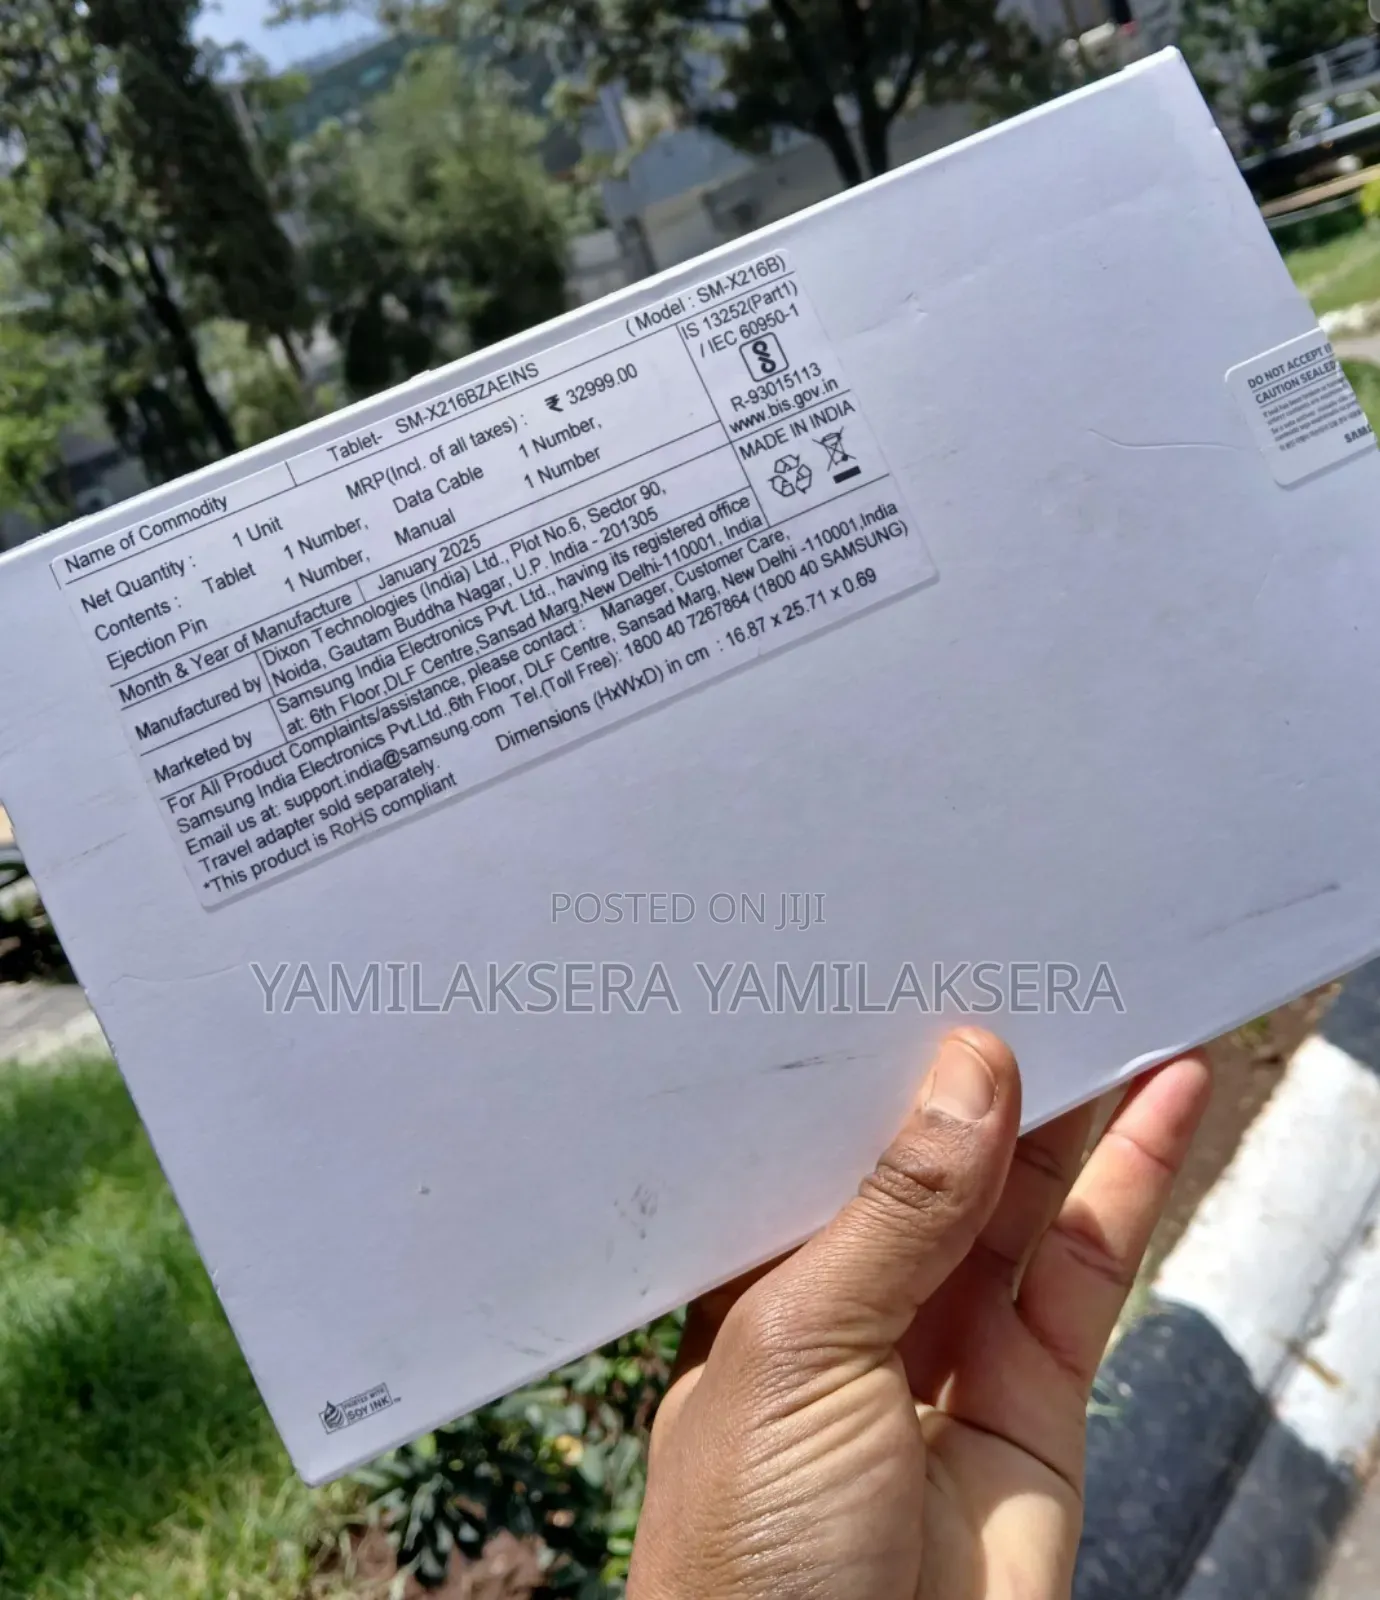 Name of Commodity Tablet- SM-X216BZAEINS ( Model : SM-X216B)
Net Quantity : 1 Unit MRP(Incl. of all taxes) : ₹ 32999.00
Contents : Tablet 1 Number, Data Cable 1 Number,
Ejection Pin 1 Number, Manual 1 Number
Month & Year of Manufacture January 2025
Manufactured by Dixon Technologies (India) Ltd., Plot No.6, Sector 90,
Noida, Gautam Buddha Nagar, U.P. India - 201305
Marketed by Samsung India Electronics Pvt. Ltd., having its registered office
at: 6th Floor,DLF Centre,Sansad Marg,New Delhi-110001, India
IS 13252(Part1)
/ IEC 60950-1
R-93015113
www.bis.gov.in
MADE IN INDIA
For All Product Complaints/assistance, please contact : Manager, Customer Care,
Samsung India Electronics Pvt.Ltd.,6th Floor, DLF Centre, Sansad Marg, New Delhi -110001,India
Email us at: support.india@samsung.com Tel.(Toll Free): 1800 40 7267864 (1800 40 SAMSUNG)
Travel adapter sold separately. Dimensions (HxWxD) in cm : 16.87 x 25.71 x 0.69
*This product is RoHS compliant
DO NOT ACCEPT
CAUTION SEALED
POSTED ON JIJI
YAMILAKSERA YAMILAKSERA
PRINTED WITH
SOY INK™